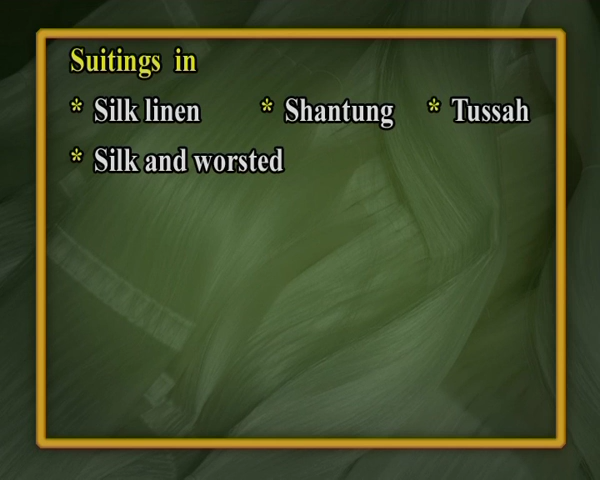 Suitings in
* Silk linen * Shantung * Tussah
* Silk and worsted